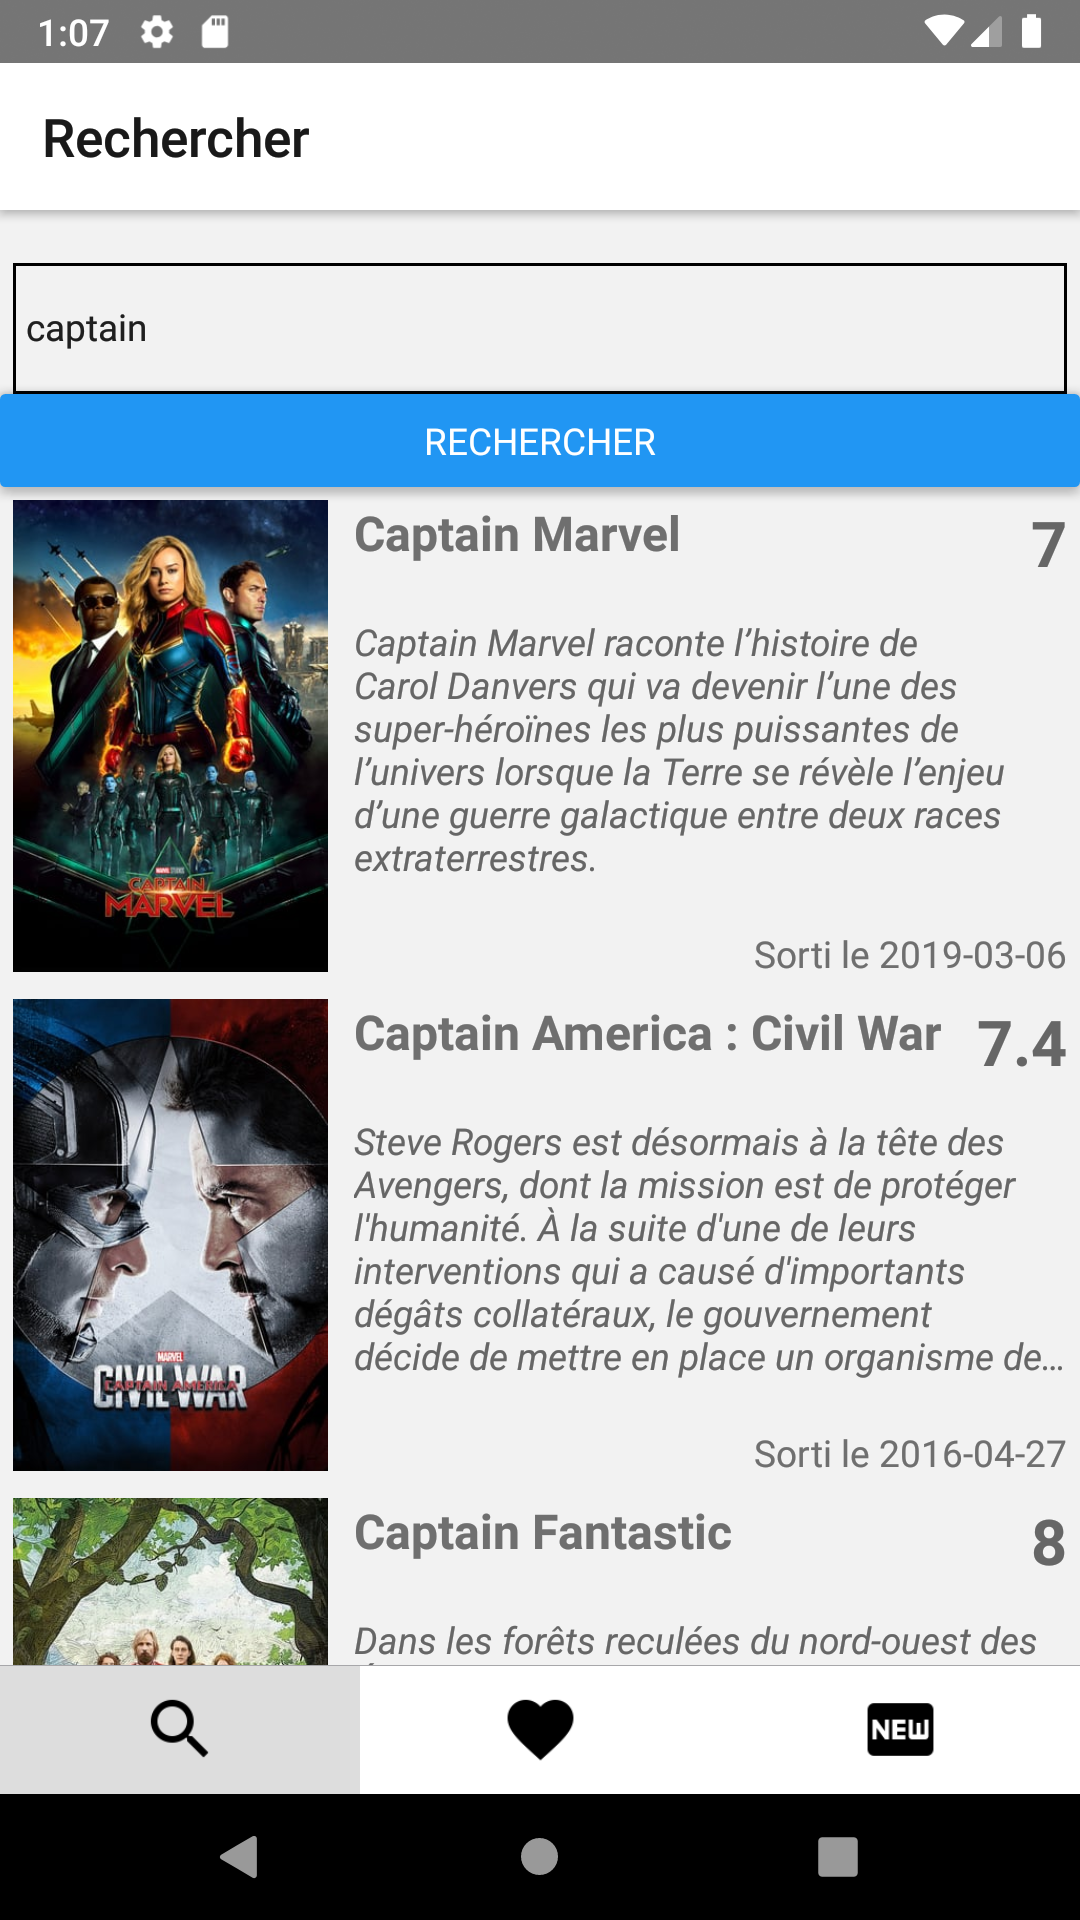 1:07
Rechercher
captain
RECHERCHER
Captain Marvel
7
Captain Marvel raconte l’histoire de
Carol Danvers qui va devenir l’une des
super-héroïnes les plus puissantes de
l’univers lorsque la Terre se révèle l’enjeu
d’une guerre galactique entre deux races
extraterrestres.
Sorti le 2019-03-06
MARVEL STUDIOS
CAPTAIN
MARVEL
Captain America : Civil War
7.4
Steve Rogers est désormais à la tête des
Avengers, dont la mission est de protéger
l'humanité. À la suite d'une de leurs
interventions qui a causé d'importants
dégâts collatéraux, le gouvernement
décide de mettre en place un organisme de…
Sorti le 2016-04-27
MARVEL
CAPTAIN AMERICA
CIVIL WAR
Captain Fantastic
8
Dans les forêts reculées du nord-ouest des
NEW